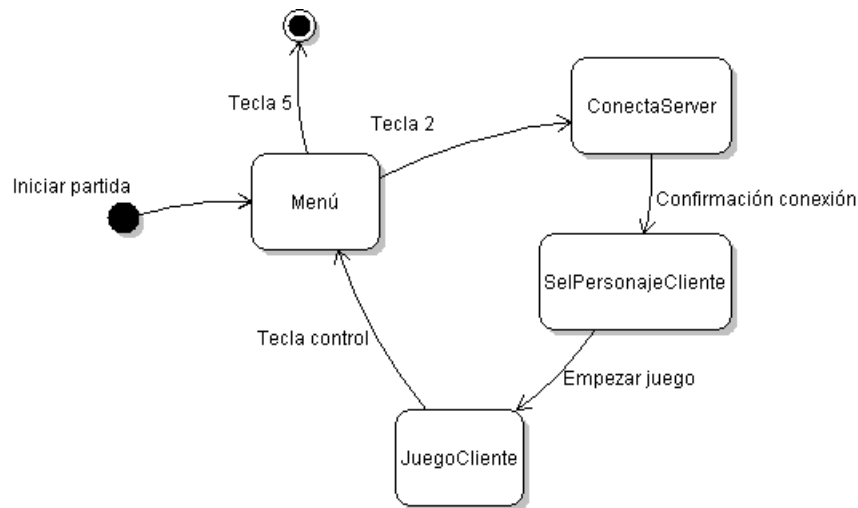 Tecla 5
Tecla 2
ConectaServer
Iniciar partida
Menú
Confirmación conexión
SelPersonajeCliente
Tecla control
Empezar juego
JuegoCliente